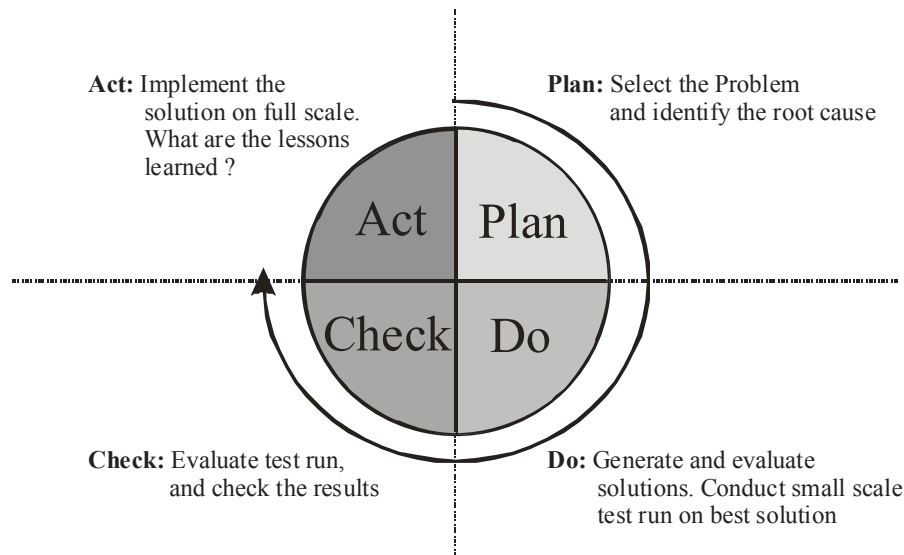 Act: Implement the
solution on full scale.
What are the lessons
learned ?
Plan: Select the Problem
and identify the root cause
Act
Plan
Check
Do
Check: Evaluate test run,
and check the results
Do: Generate and evaluate
solutions. Conduct small scale
test run on best solution